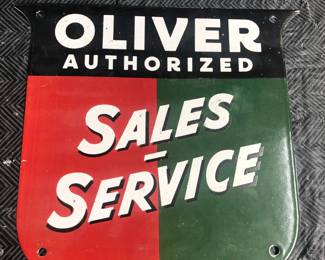 OLIVER
AUTHORIZED
SALES
-
SERVICE